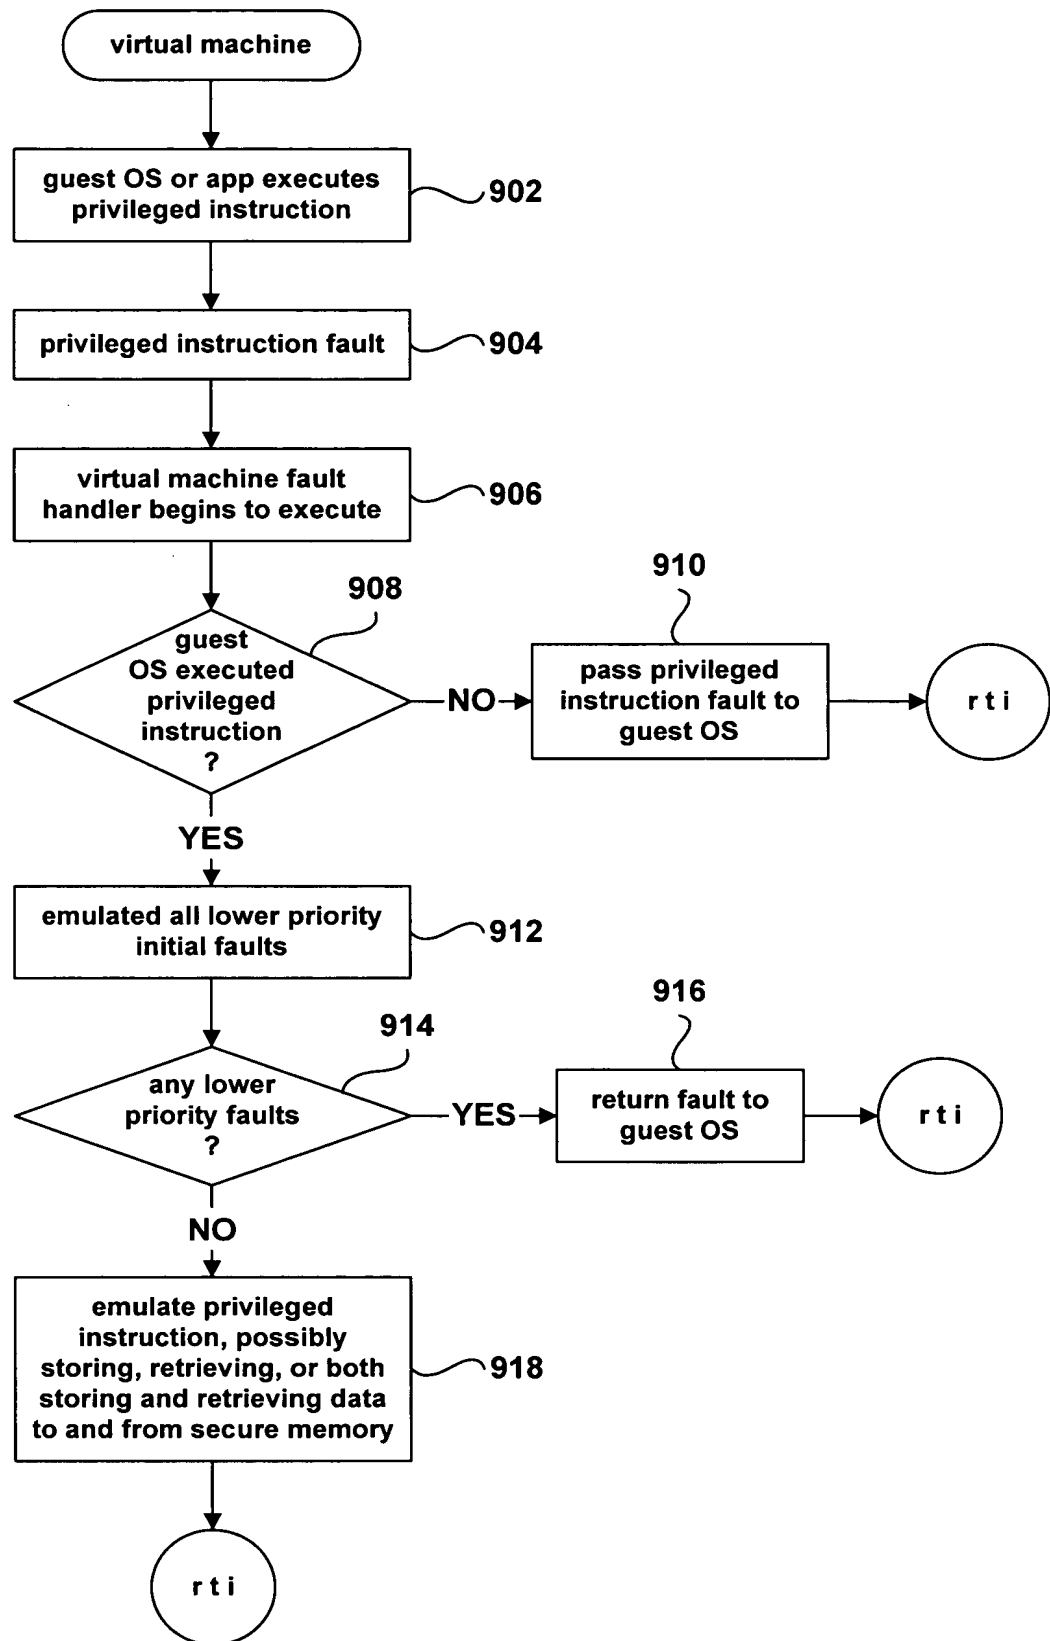 virtual machine
guest OS or app executes
privileged instruction
902
privileged instruction fault
904
virtual machine fault
handler begins to execute
906
908
guest
OS executed
privileged
instruction
?
NO
910
pass privileged
instruction fault to
guest OS
r t i
YES
emulated all lower priority
initial faults
912
914
any lower
priority faults
?
YES
916
return fault to
guest OS
r t i
NO
emulate privileged
instruction, possibly
storing, retrieving, or both
storing and retrieving data
to and from secure memory
918
r t i